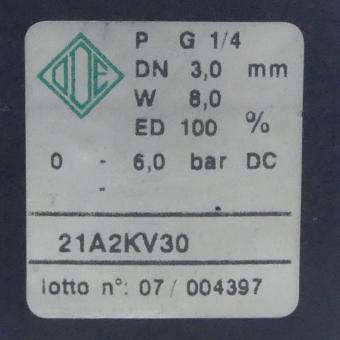 ODE
P G 1/4
DN 3,0 mm
W 8,0
ED 100 %
0 - 6,0 bar DC
-
21A2KV30
lotto n°: 07/ 004397